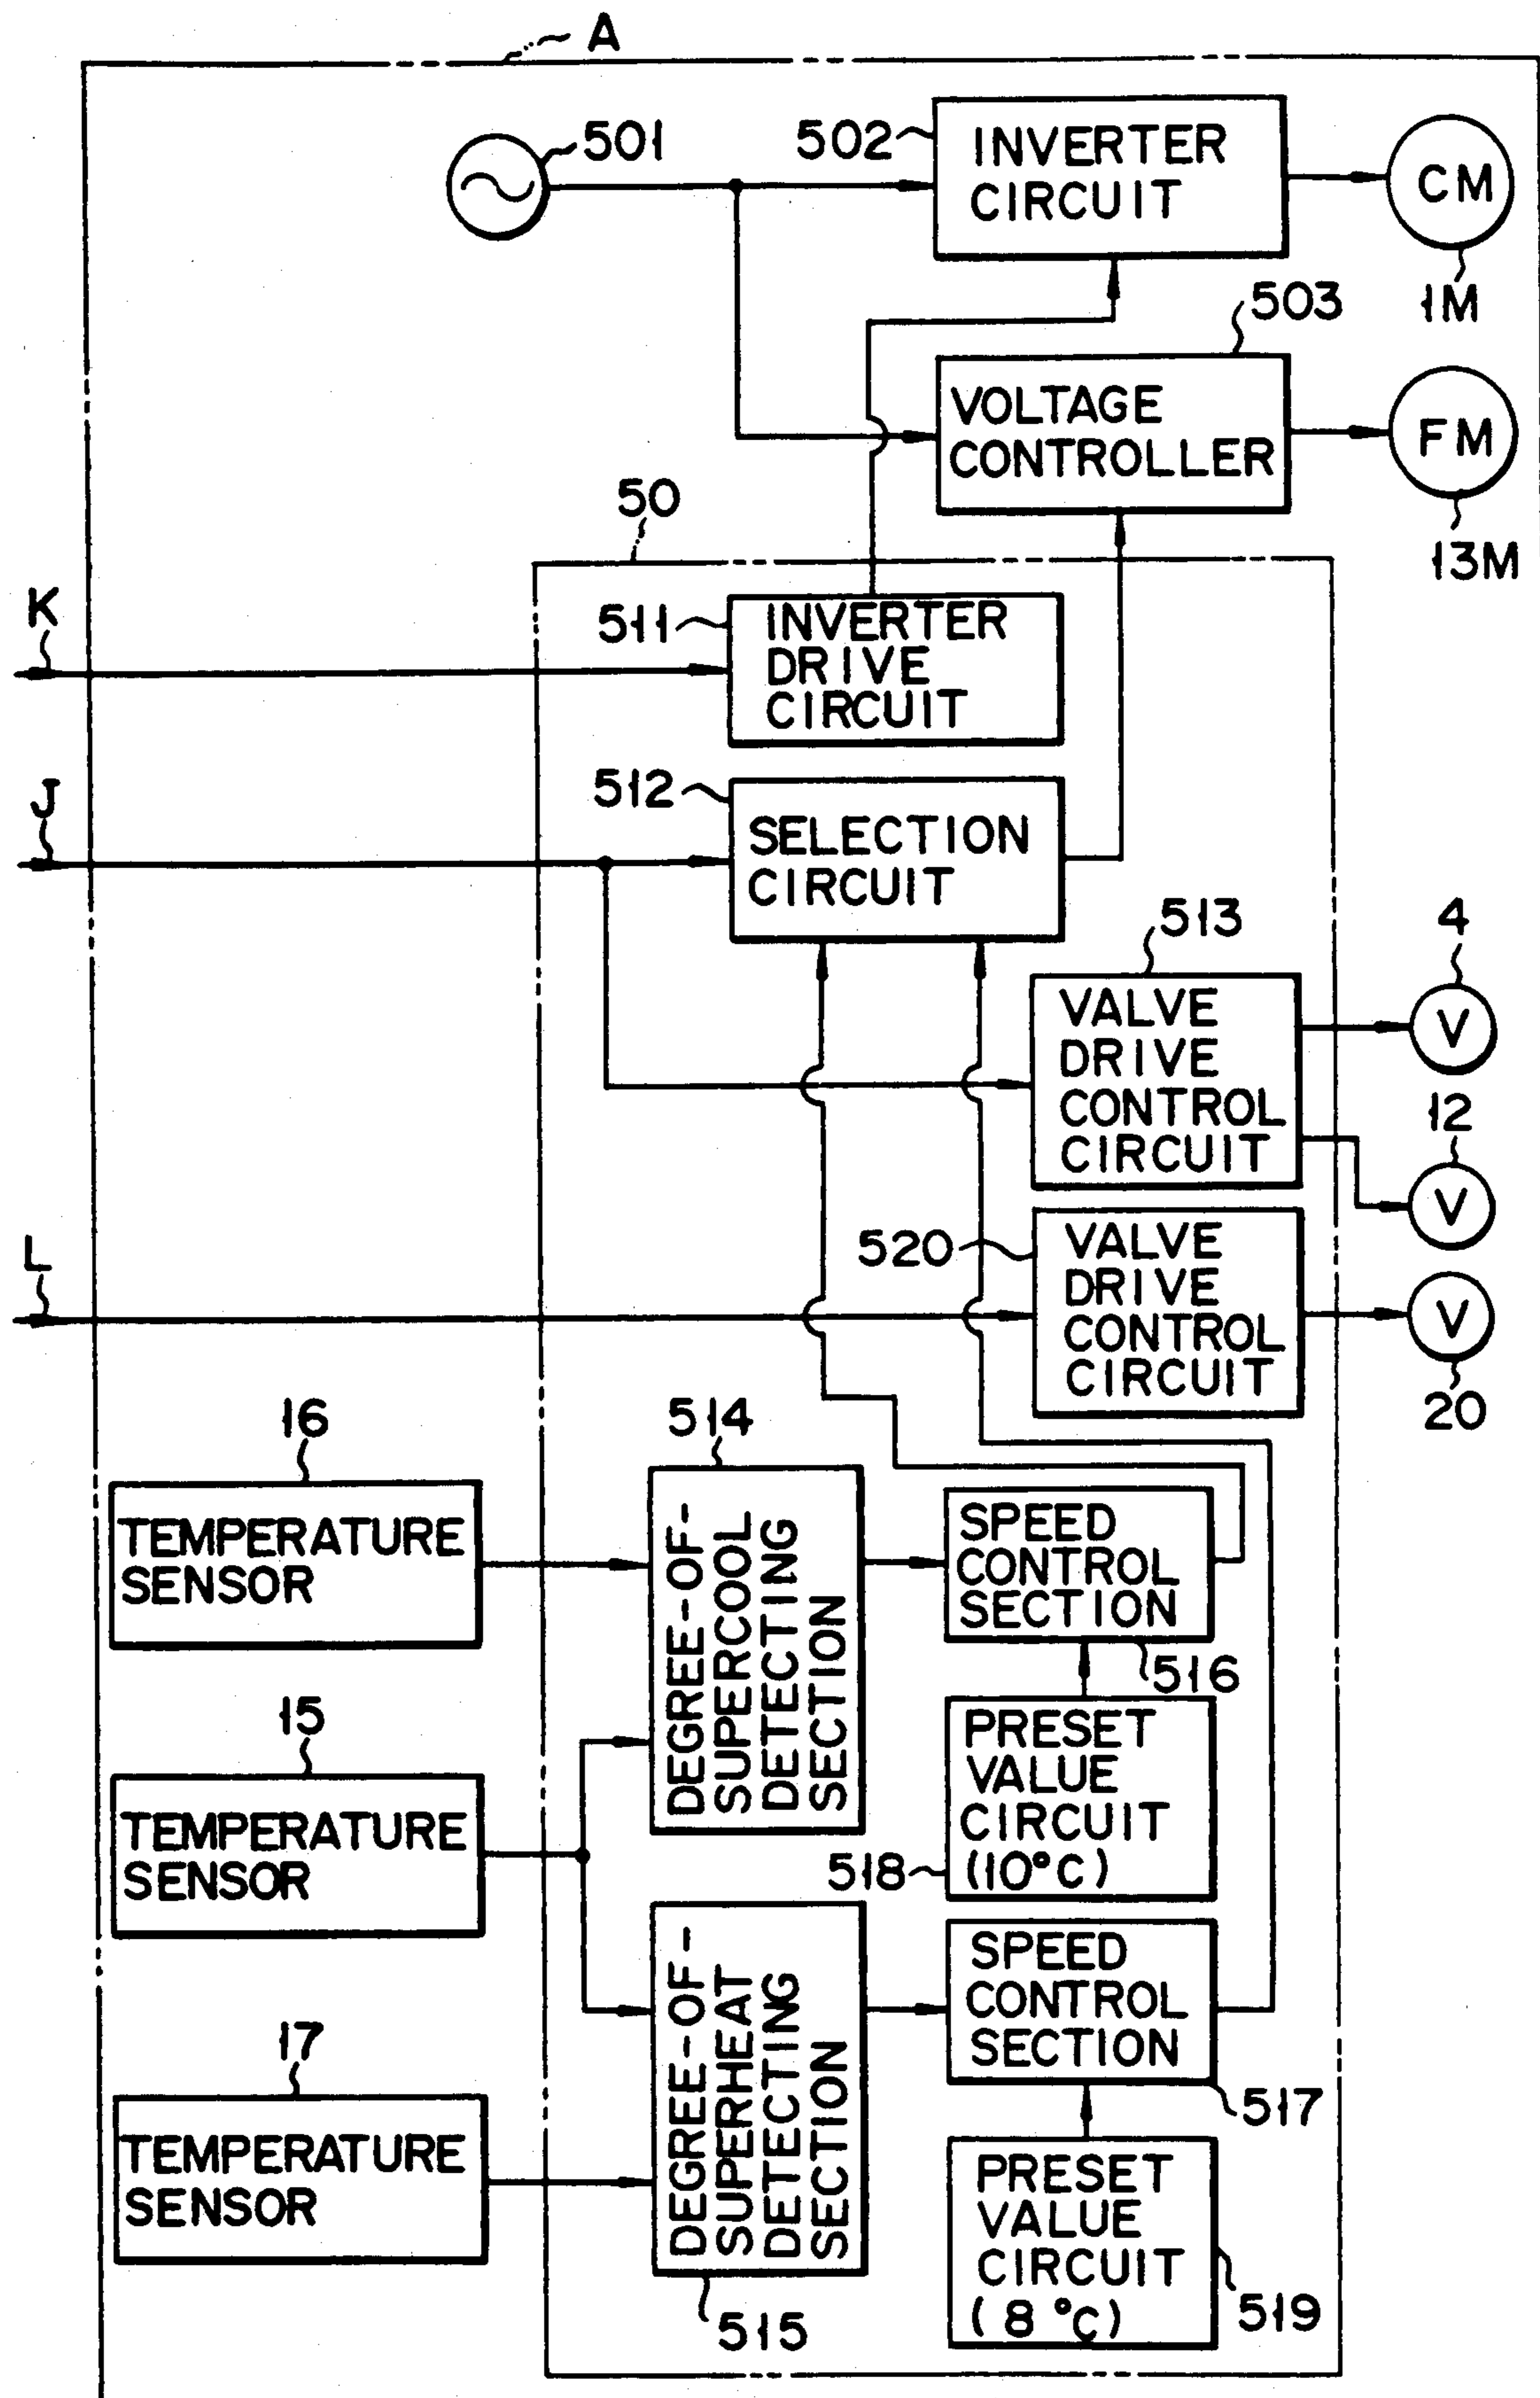 A
501
502
INVERTER
CIRCUIT
CM
1M
503
VOLTAGE
CONTROLLER
FM
13M
50
K
511
INVERTER
DRIVE
CIRCUIT
J
512
SELECTION
CIRCUIT
513
VALVE
DRIVE
CONTROL
CIRCUIT
4
V
12
V
L
520
VALVE
DRIVE
CONTROL
CIRCUIT
V
20
16
TEMPERATURE
SENSOR
514
DEGREE-OF-
SUPERCOOL
DETECTING
SECTION
SPEED
CONTROL
SECTION
516
15
TEMPERATURE
SENSOR
PRESET
VALUE
CIRCUIT
(10°C)
518
17
TEMPERATURE
SENSOR
DEGREE-OF-
SUPERHEAT
DETECTING
SECTION
515
SPEED
CONTROL
SECTION
517
PRESET
VALUE
CIRCUIT
(8°C)
519